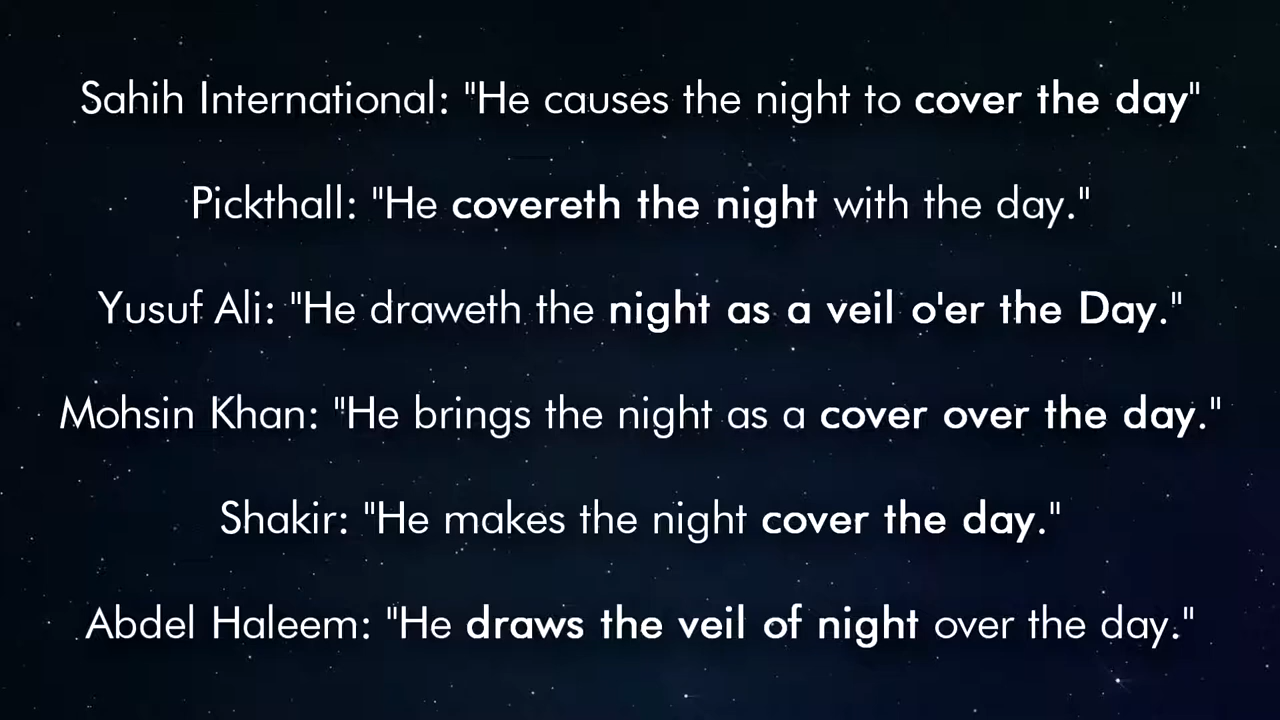 Sahih International: "He causes the night to cover the day"
Pickthall: "He covereth the night with the day."
Yusuf Ali: "He draweth the night as a veil o'er the Day."
Mohsin Khan: "He brings the night as a cover over the day."
Shakir: "He makes the night cover the day."
Abdel Haleem: "He draws the veil of night over the day."